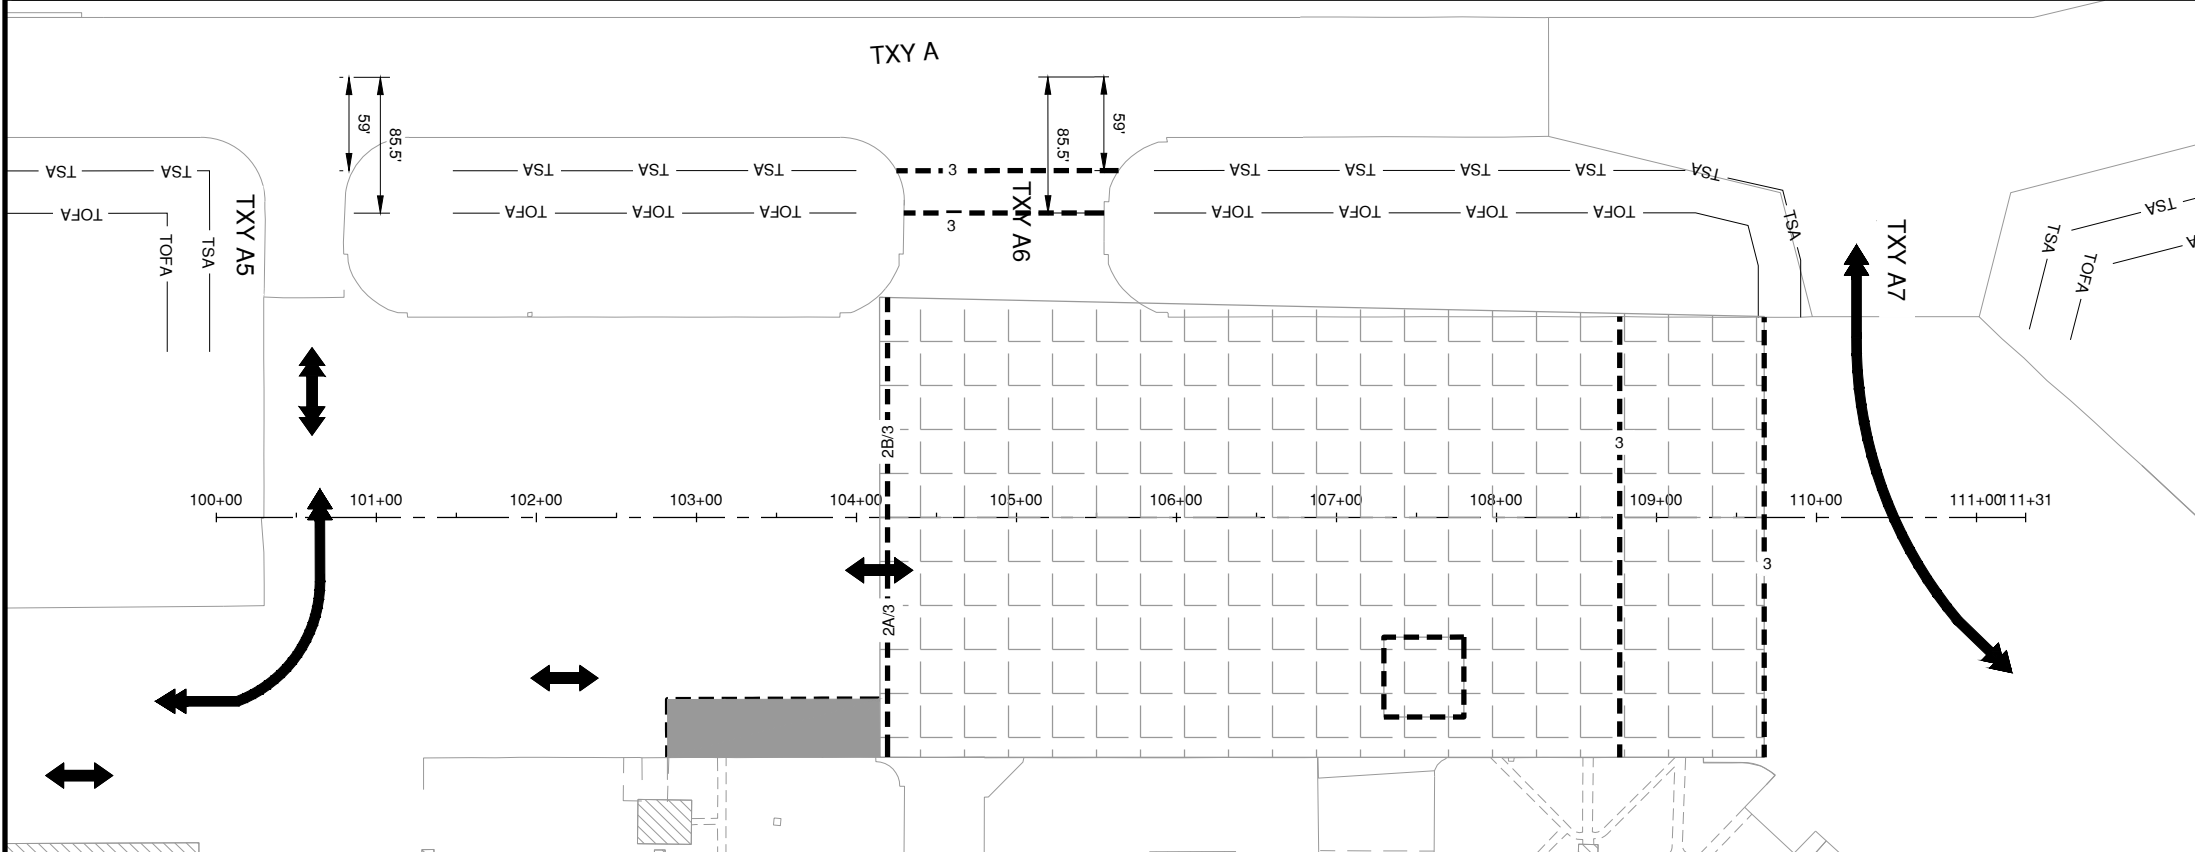 TXY A
59'
85.5'
85.5'
59'
TSA TSA TSA TSA TSA 3 TSA TSA TSA TSA TSA
TOFA TOFA TOFA TOFA 3 TOFA TOFA TOFA TOFA TSA
TSA
TOFA
TSA
TXY A5
TXY A6
TXY A7
TSA
TOFA
2B/3
3
100+00 101+00 102+00 103+00 104+00 105+00 106+00 107+00 108+00 109+00 110+00 111+00 111+31
3
2A/3